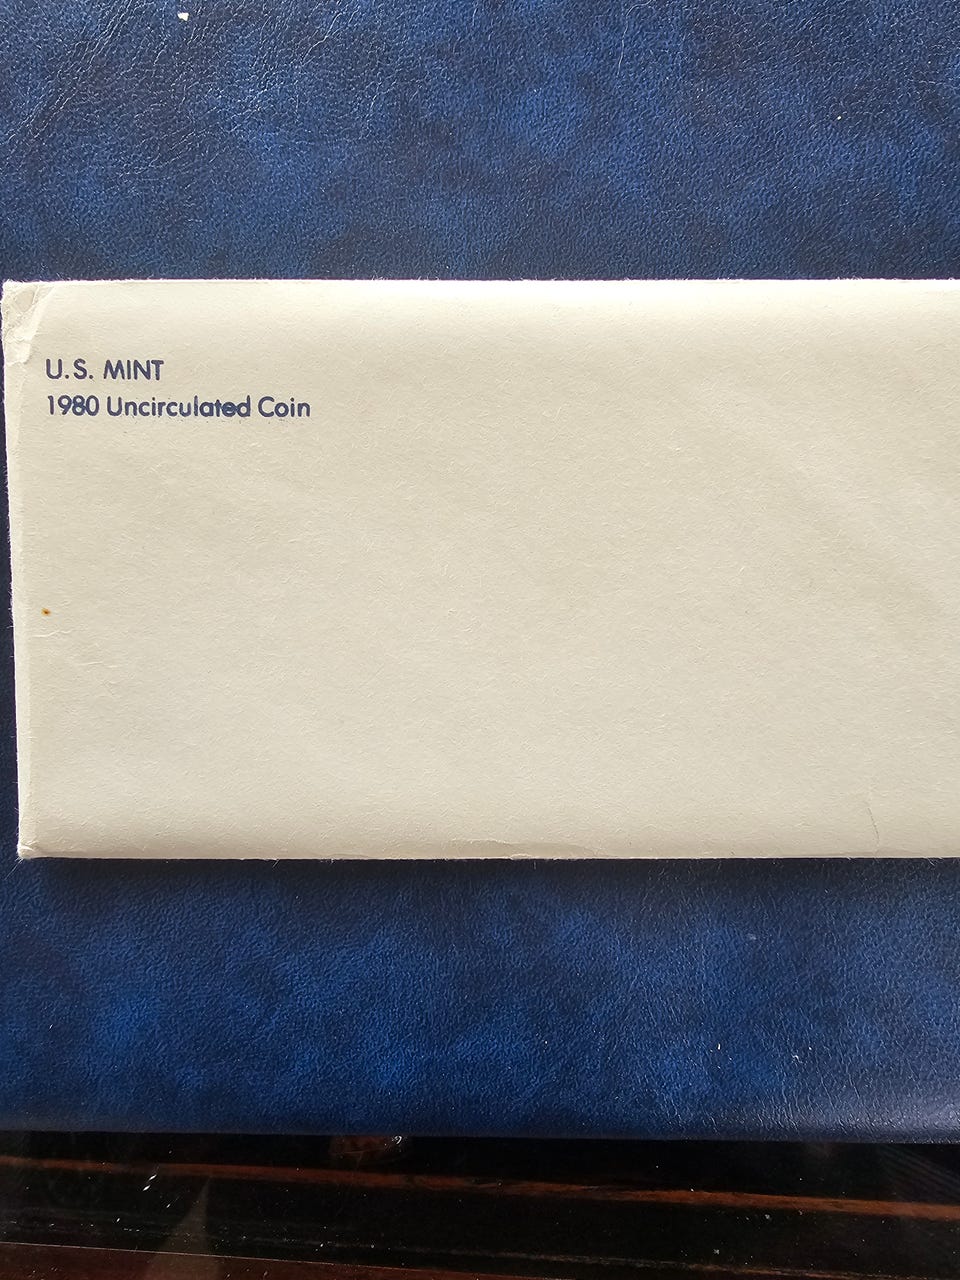 U.S. MINT
1980 Uncirculated Coin